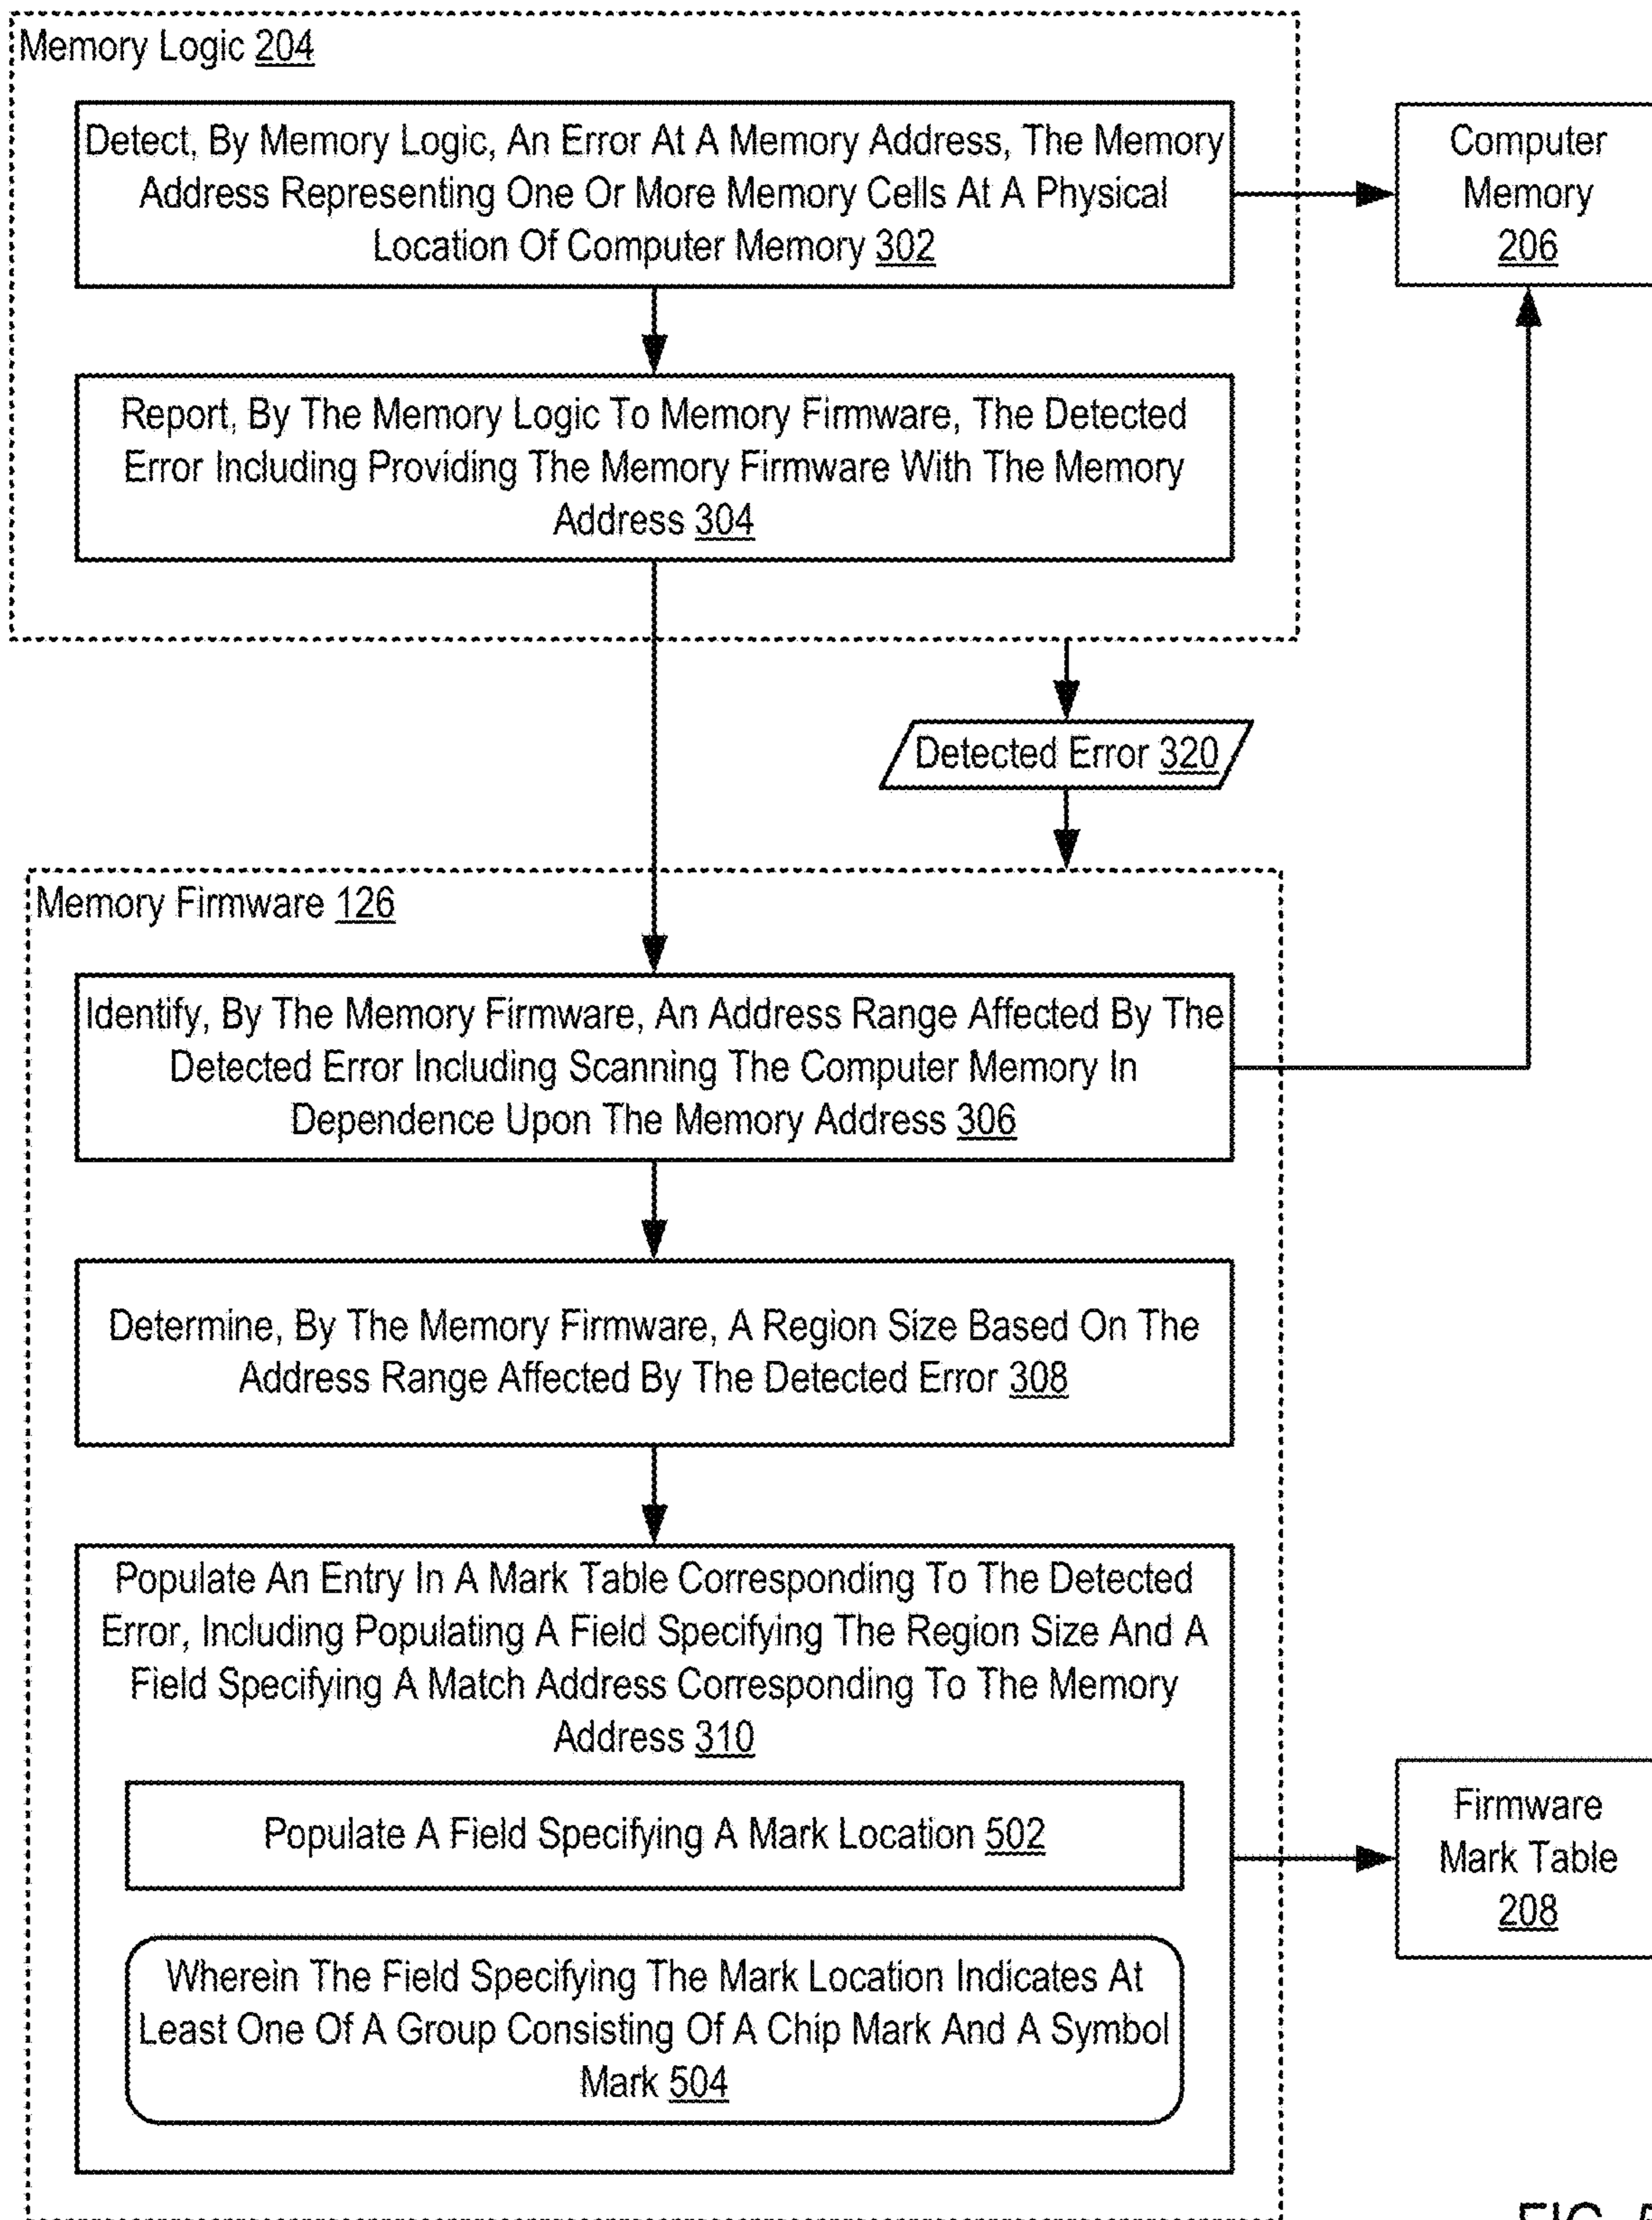 Memory Logic 204
Detect, By Memory Logic, An Error At A Memory Address, The Memory
Address Representing One Or More Memory Cells At A Physical
Location Of Computer Memory 302
Computer
Memory
206
Report, By The Memory Logic To Memory Firmware, The Detected
Error Including Providing The Memory Firmware With The Memory
Address 304
Detected Error 320
Memory Firmware 126
Identify, By The Memory Firmware, An Address Range Affected By The
Detected Error Including Scanning The Computer Memory In
Dependence Upon The Memory Address 306
Determine, By The Memory Firmware, A Region Size Based On The
Address Range Affected By The Detected Error 308
Populate An Entry In A Mark Table Corresponding To The Detected
Error, Including Populating A Field Specifying The Region Size And A
Field Specifying A Match Address Corresponding To The Memory
Address 310
Populate A Field Specifying A Mark Location 502
Firmware
Mark Table
208
Wherein The Field Specifying The Mark Location Indicates At
Least One Of A Group Consisting Of A Chip Mark And A Symbol
Mark 504
FIG.